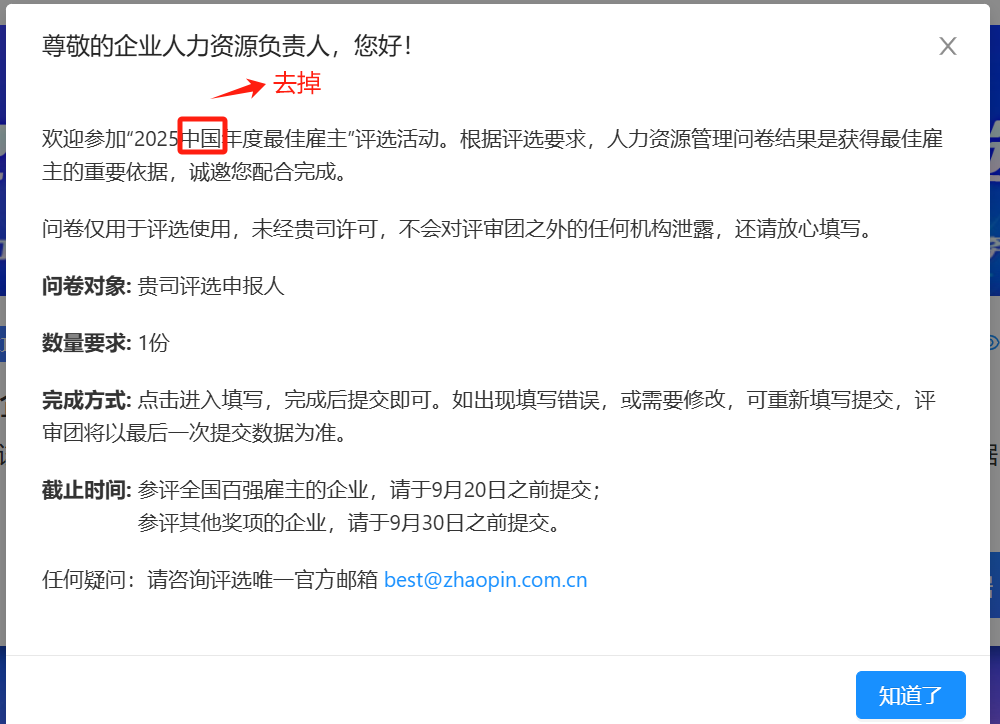 尊敬的企业人力资源负责人，您好！
去掉
欢迎参加“2025中国年度最佳雇主”评选活动。根据评选要求，人力资源管理问卷结果是获得最佳雇
主的重要依据，诚邀您配合完成。
问卷仅用于评选使用，未经贵司许可，不会对评审团之外的任何机构泄露，还请放心填写。
问卷对象: 贵司评选申报人
数量要求: 1份
完成方式: 点击进入填写，完成后提交即可。如出现填写错误，或需要修改，可重新填写提交，评
审团将以最后一次提交数据为准。
截止时间: 参评全国百强雇主的企业，请于9月20日之前提交；
参评其他奖项的企业，请于9月30日之前提交。
任何疑问：请咨询评选唯一官方邮箱 best@zhaopin.com.cn
知道了